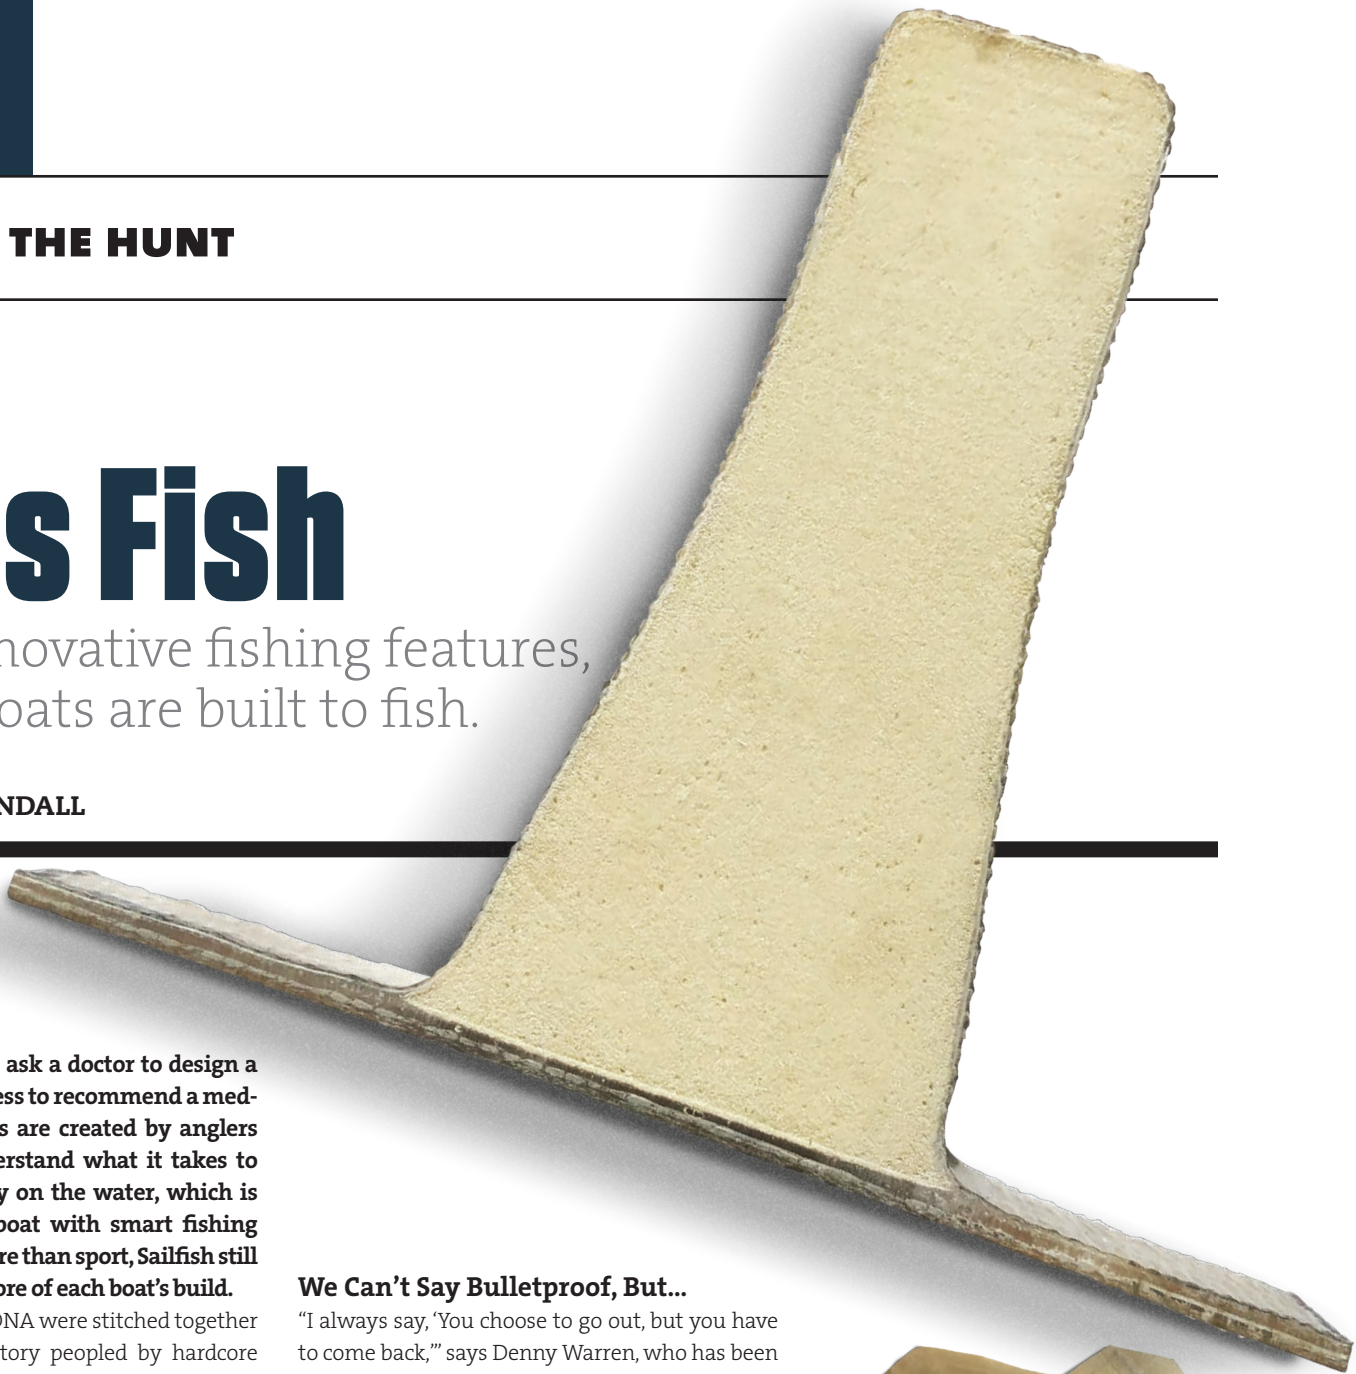 THE HUNT
s Fish
novative fishing features,
oats are built to fish.
NDALL
ask a doctor to design a
ess to recommend a med-
s are created by anglers
erstand what it takes to
y on the water, which is
boat with smart fishing
re than sport, Sailfish still
ore of each boat's build.
DNA were stitched together
tory peopled by hardcore
We Can't Say Bulletproof, But...
“I always say, ‘You choose to go out, but you have
to come back,’” says Denny Warren, who has been